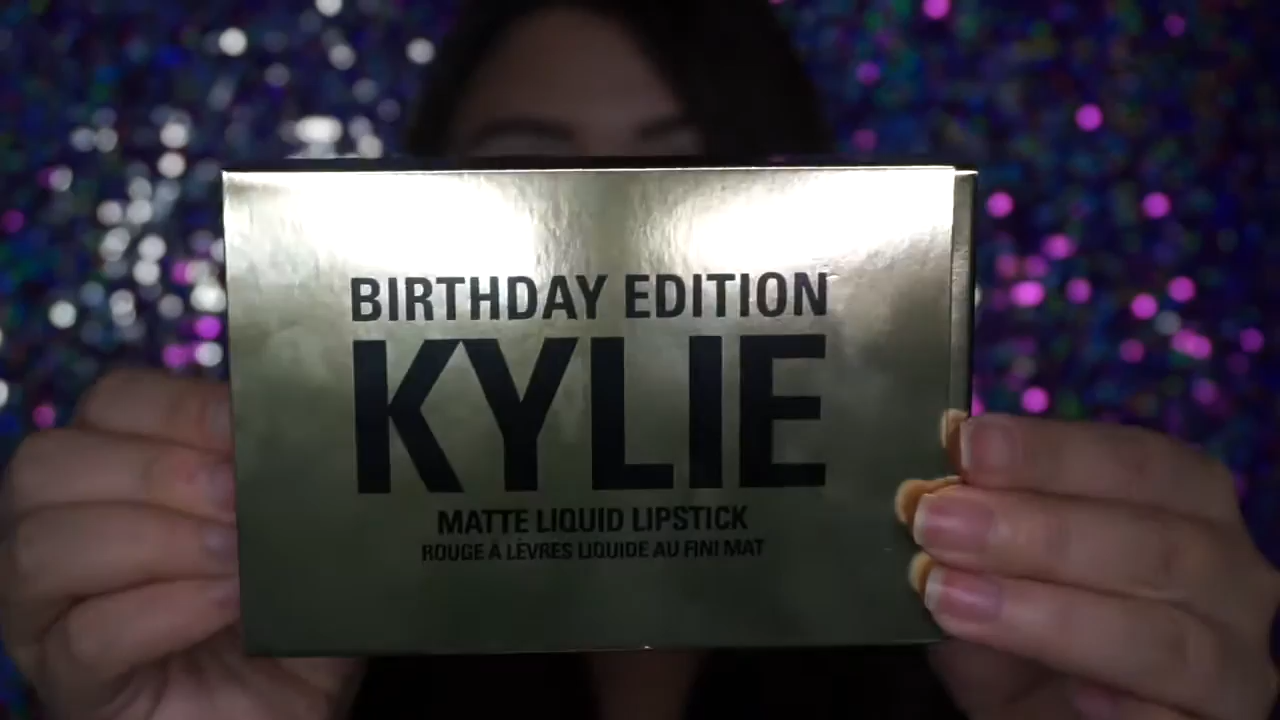 BIRTHDAY EDITION
KYLIE
MATTE LIQUID LIPSTICK
ROUGE A LÈVRES LIQUIDE AU FINI MAT